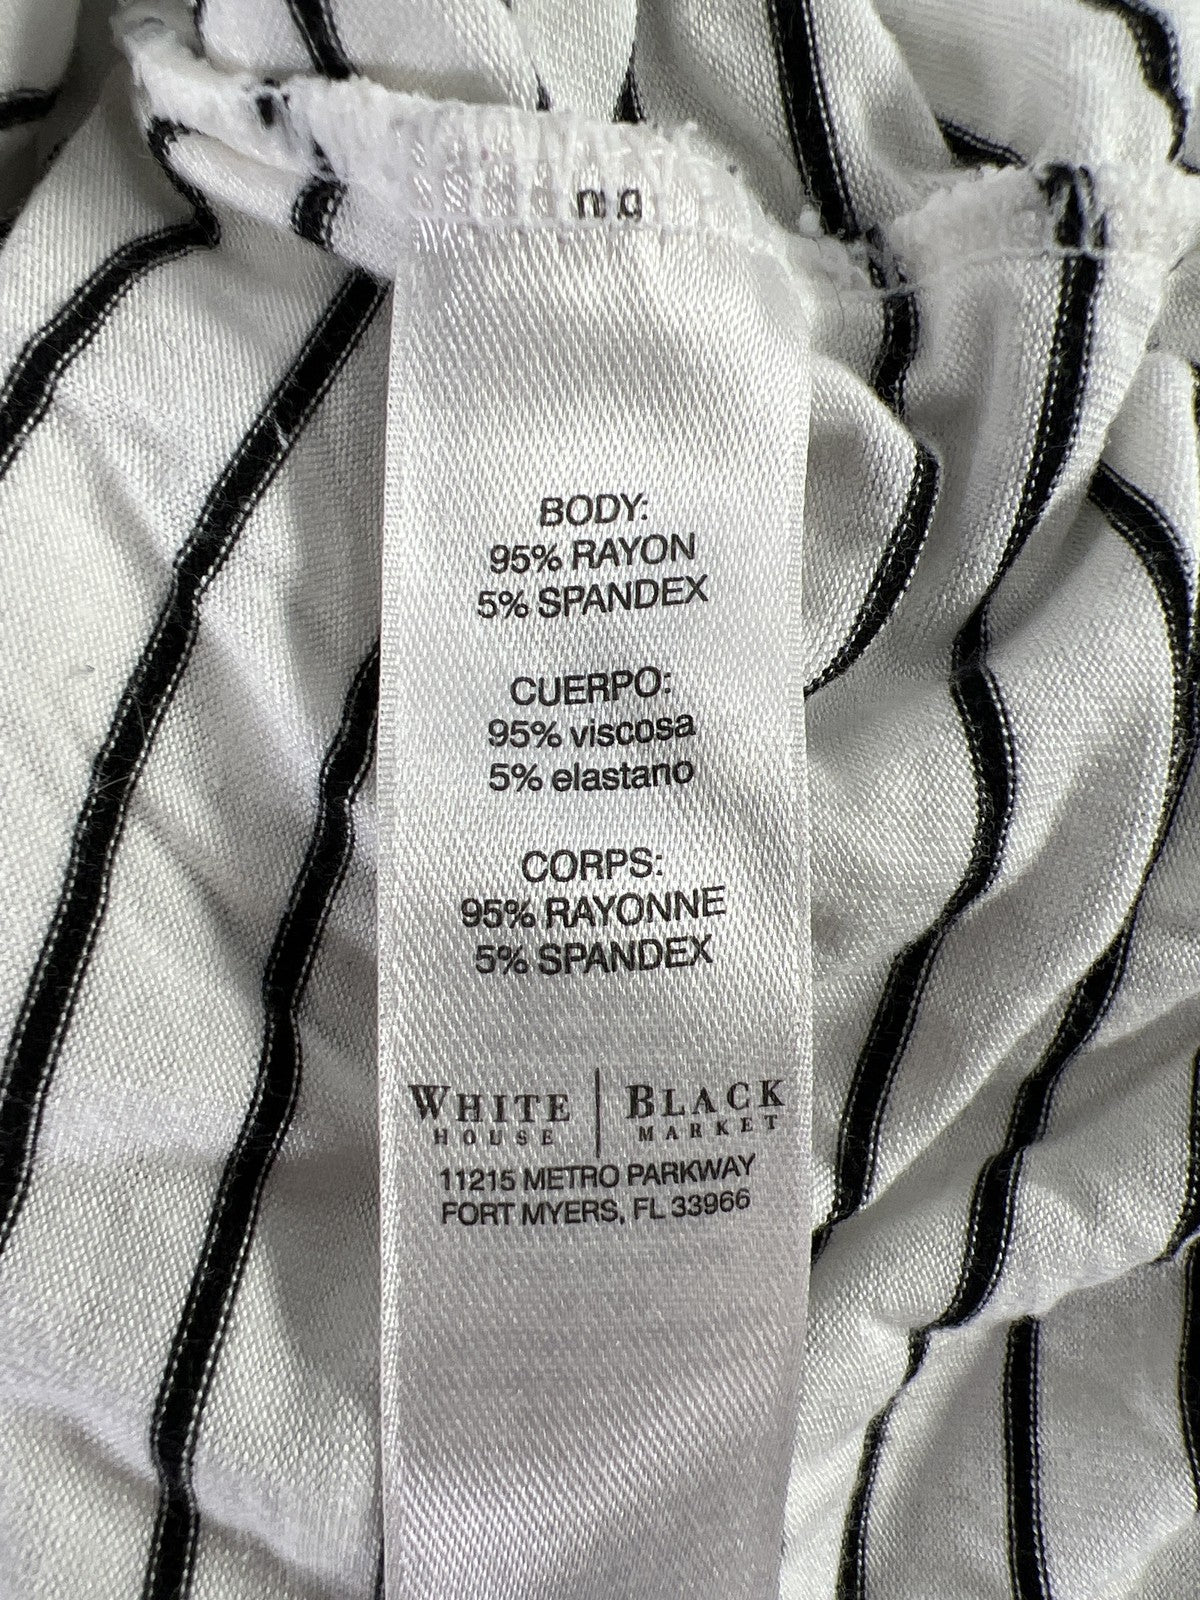 BODY:
95% RAYON
5% SPANDEX
CUERPO:
95% viscosa
5% elastano
CORPS:
95% RAYONNE
5% SPANDEX
WHITE | BLACK
HOUSE | MARKET
11215 METRO PARKWAY
FORT MYERS, FL 33966